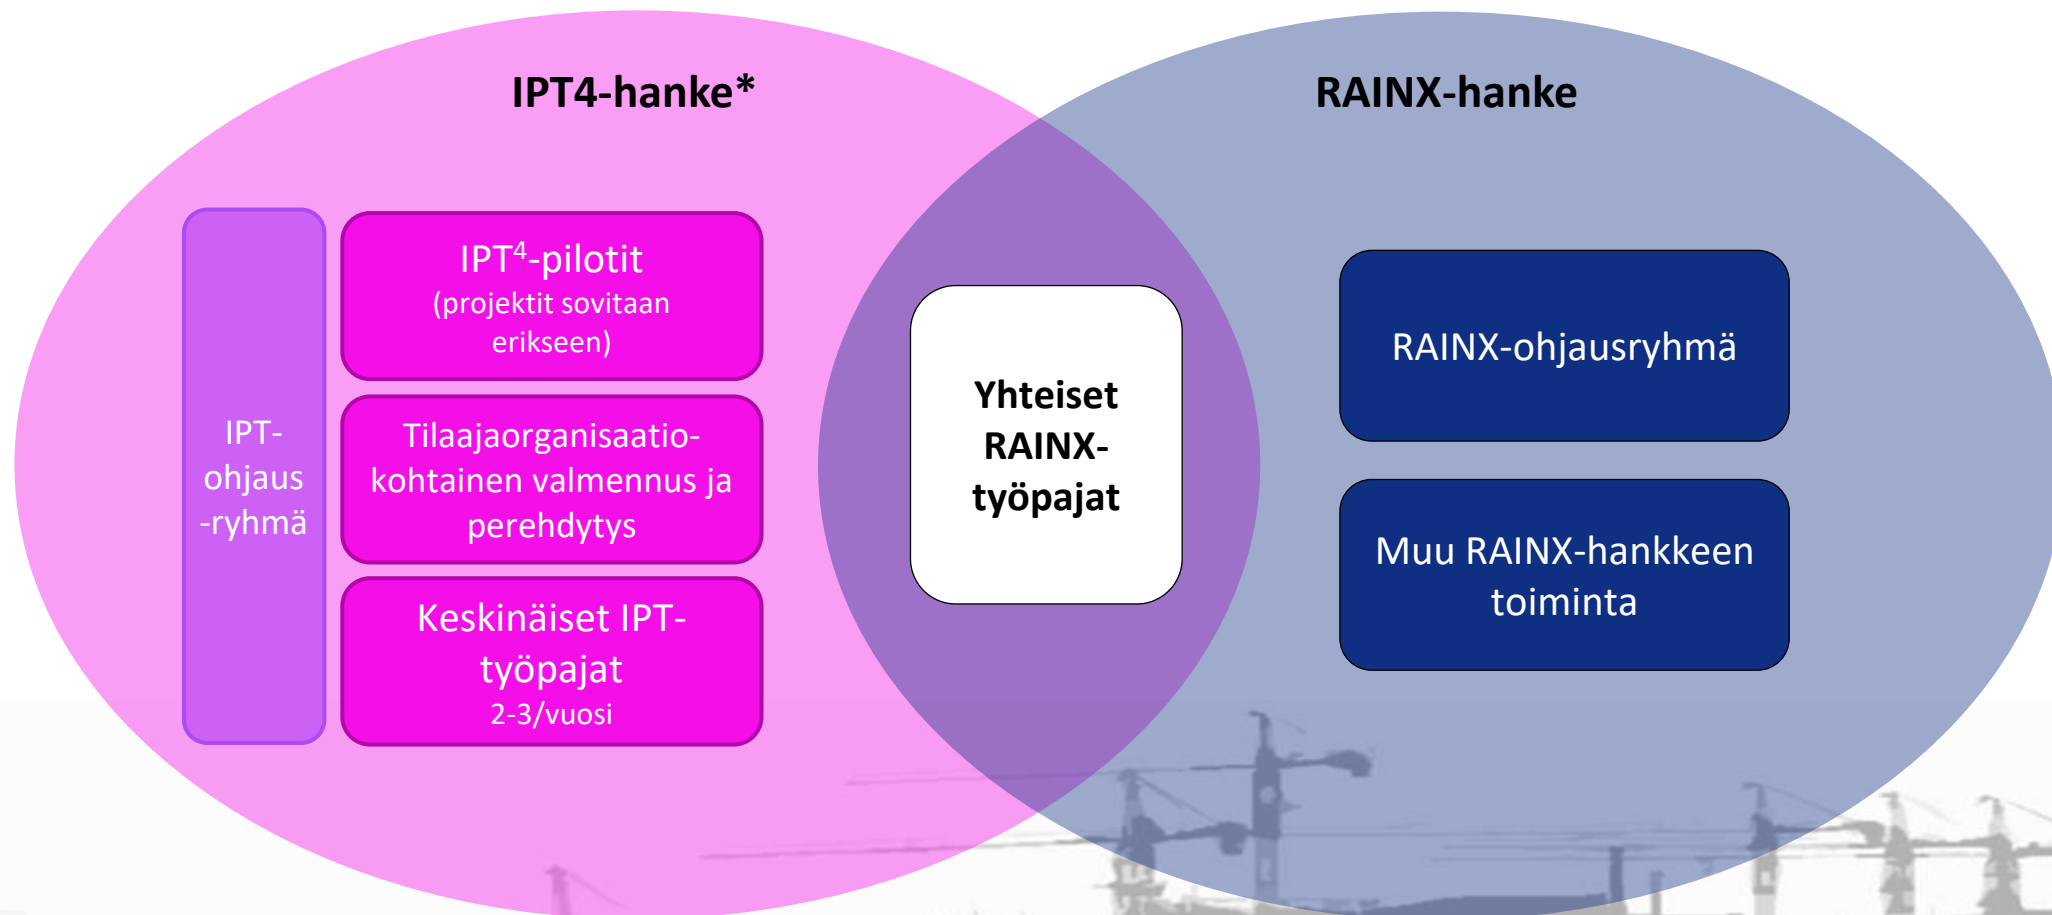 IPT4-hanke*
RAINX-hanke
IPT-
ohjaus
-ryhmä
IPT⁴-pilotit
(projektit sovitaan
erikseen)
Tilaajaorganisaatio-
kohtainen valmennus ja
perehdytys
Keskinäiset IPT-
työpajat
2-3/vuosi
Yhteiset
RAINX-
työpajat
RAINX-ohjausryhmä
Muu RAINX-hankkeen
toiminta